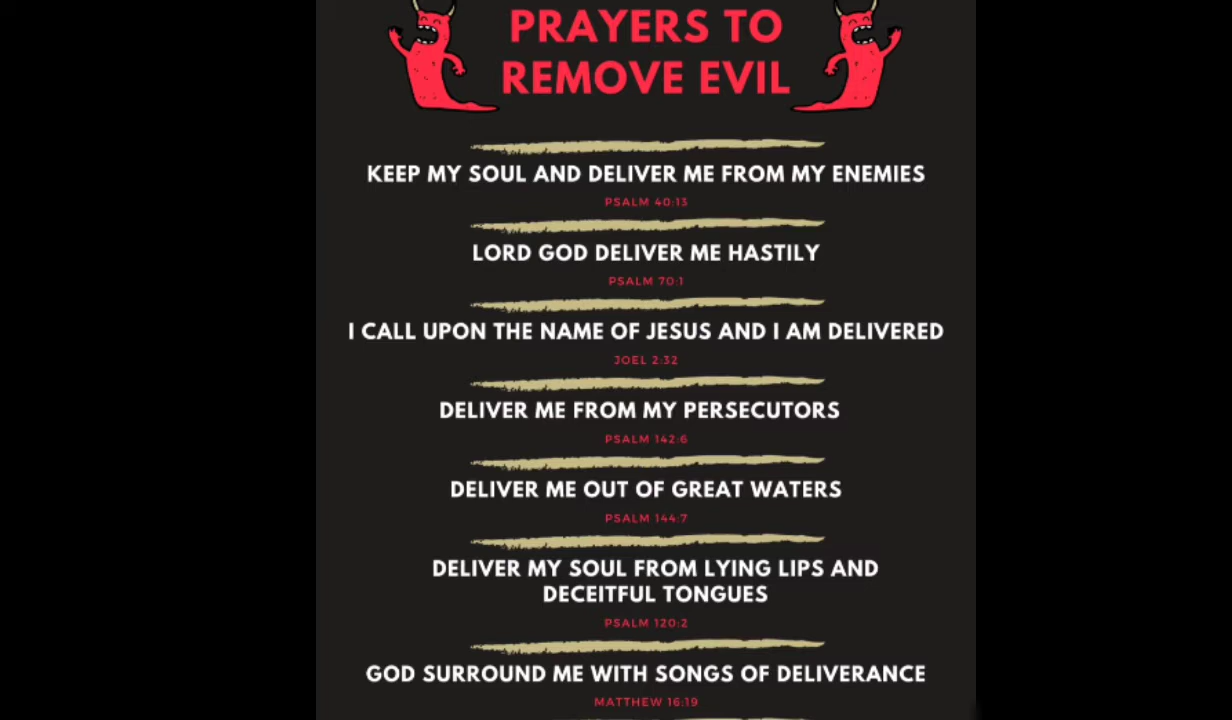 PRAYERS TO
REMOVE EVIL
KEEP MY SOUL AND DELIVER ME FROM MY ENEMIES
PSALM 40:13
LORD GOD DELIVER ME HASTILY
PSALM 70:1
I CALL UPON THE NAME OF JESUS AND I AM DELIVERED
JOEL 2:32
DELIVER ME FROM MY PERSECUTORS
PSALM 142:6
DELIVER ME OUT OF GREAT WATERS
PSALM 144:7
DELIVER MY SOUL FROM LYING LIPS AND
DECEITFUL TONGUES
PSALM 120:2
GOD SURROUND ME WITH SONGS OF DELIVERANCE
MATTHEW 16:19